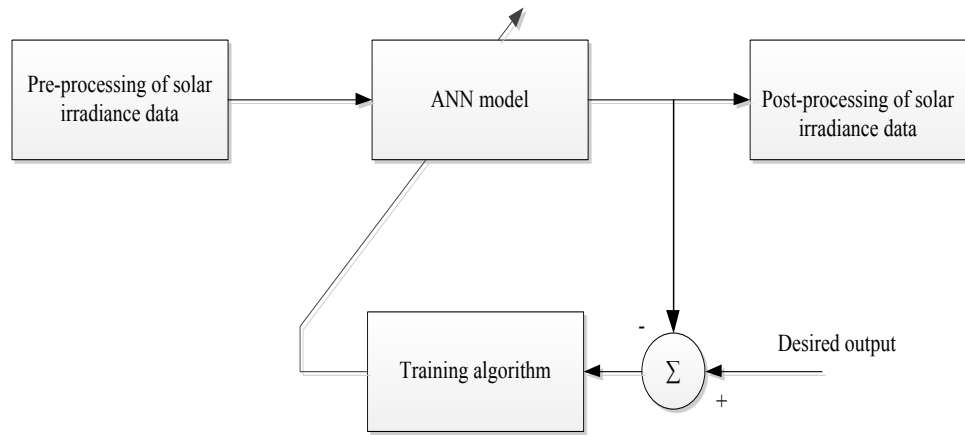 Pre-processing of solar
irradiance data
ANN model
Post-processing of solar
irradiance data
-
Desired output
Training algorithm
Σ
+